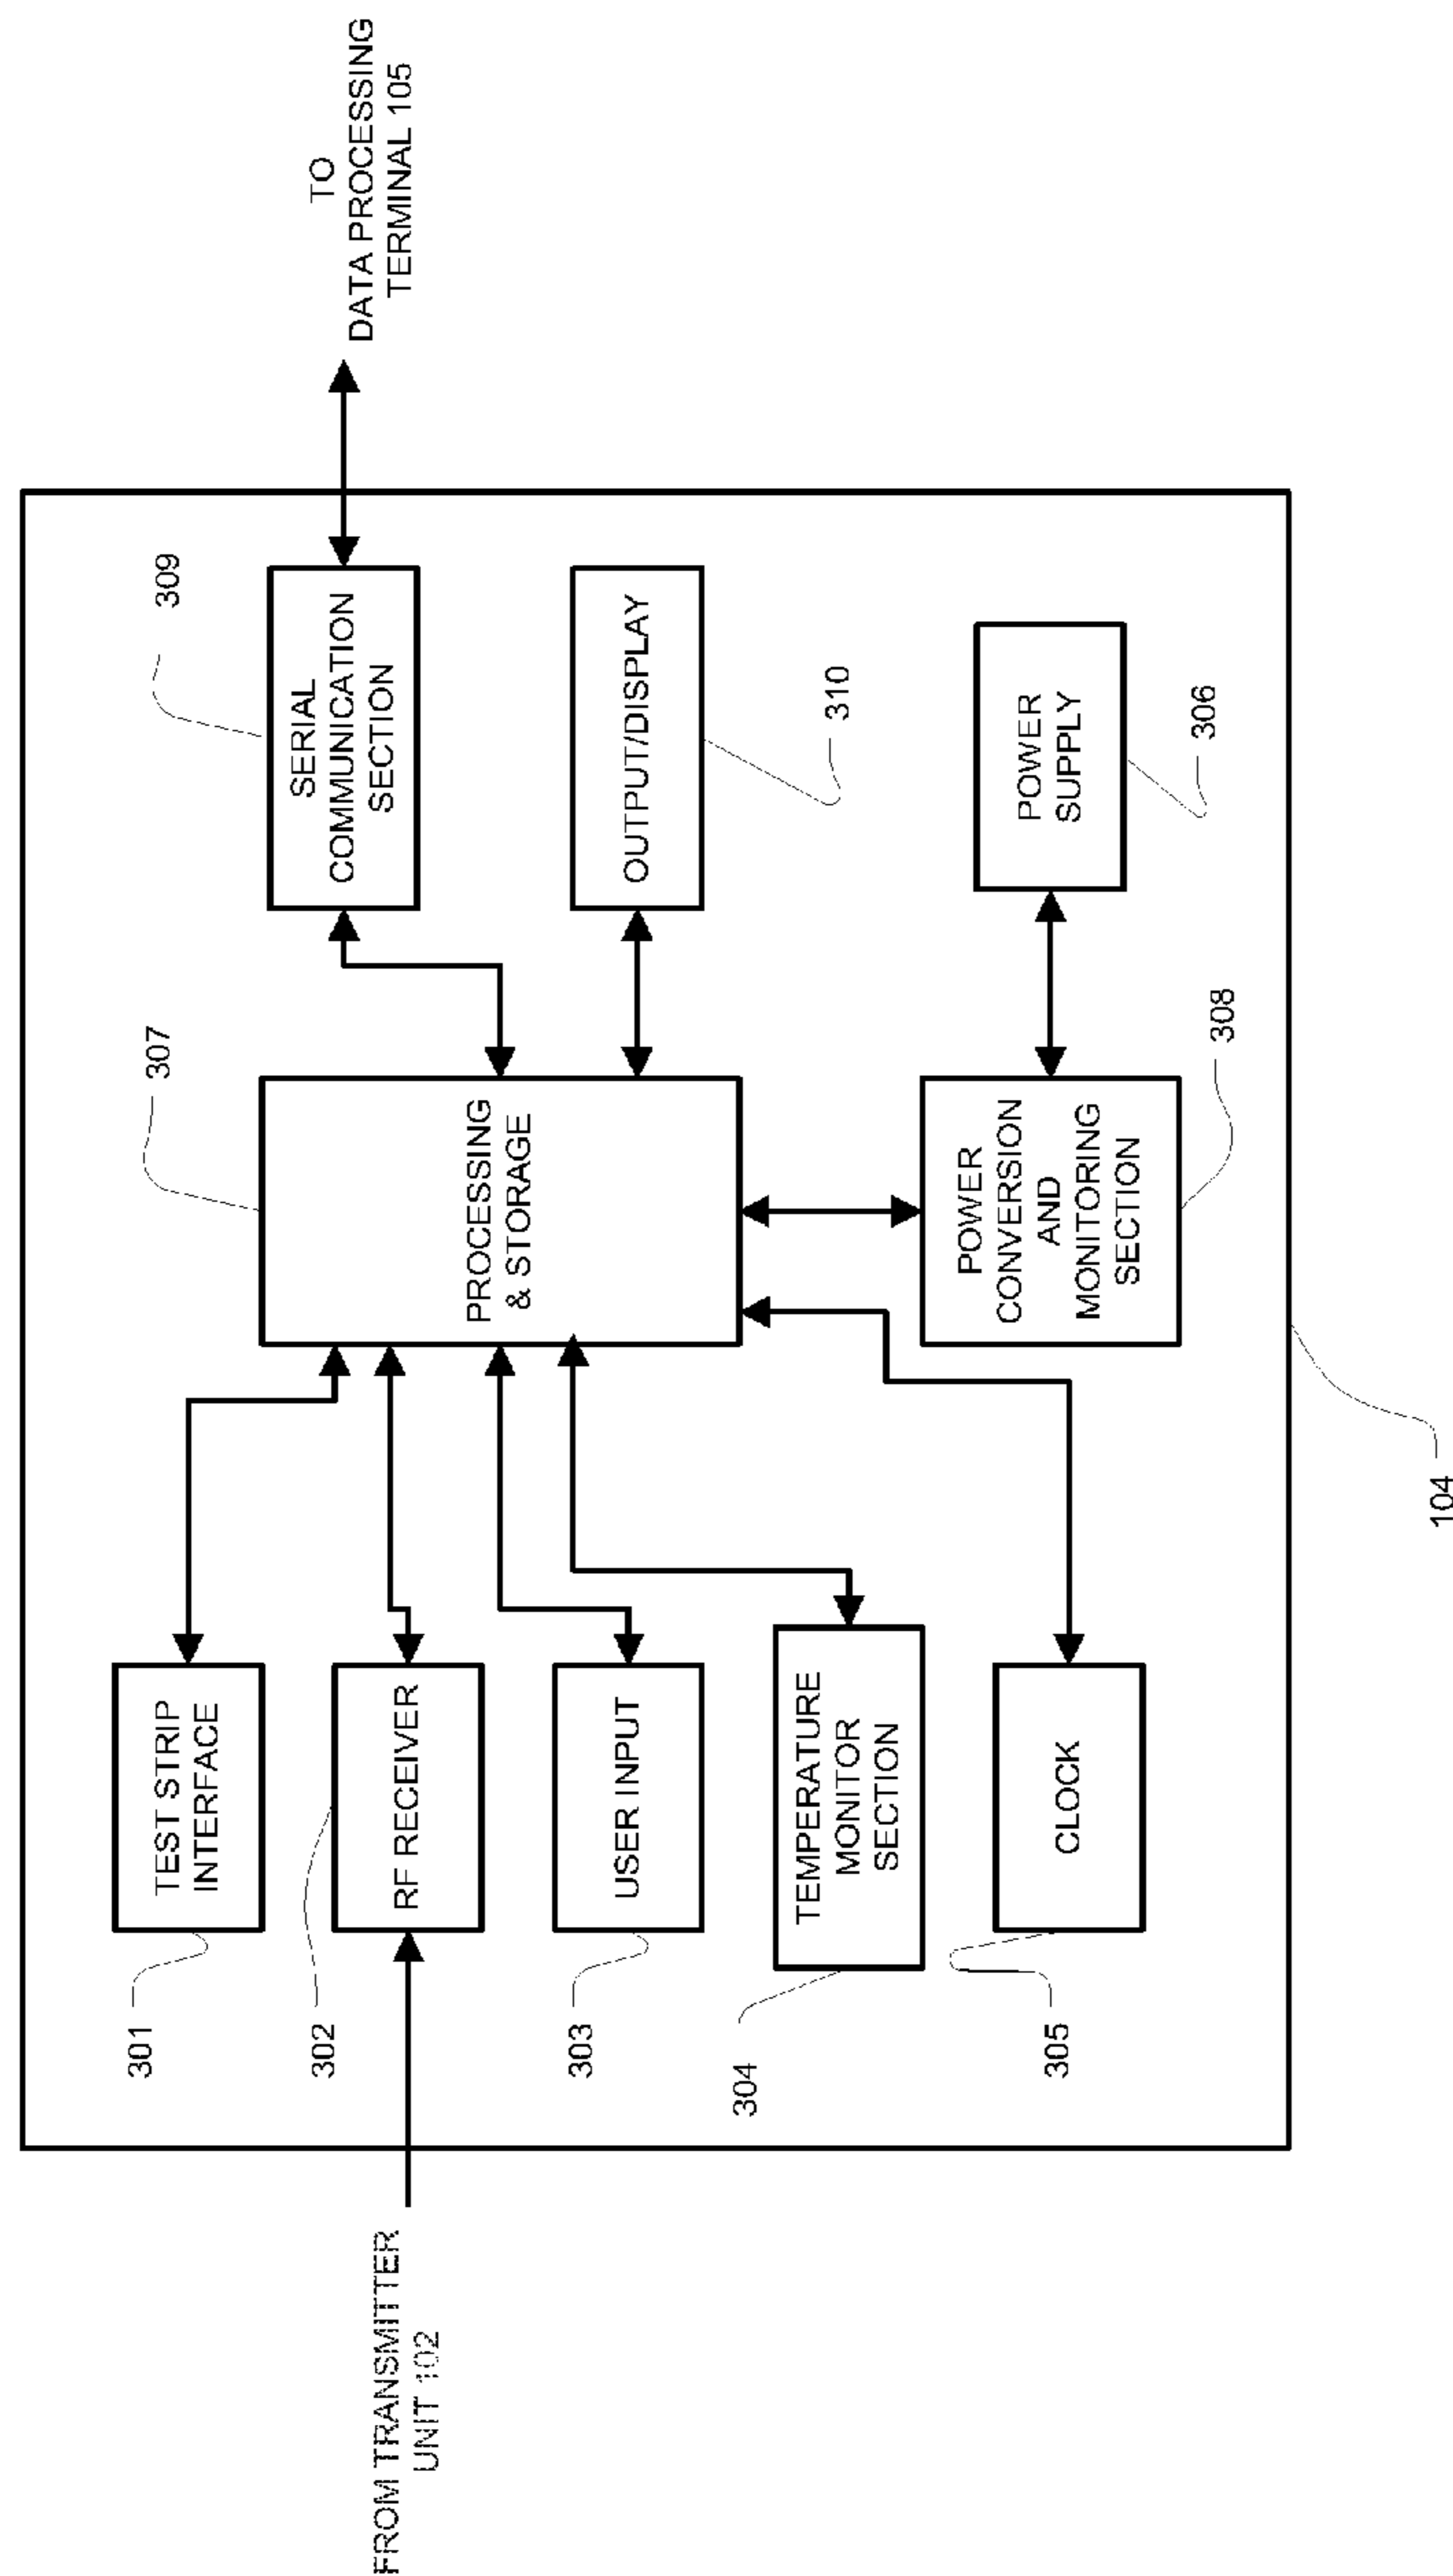 FROM TRANSMITTER
UNIT 102
301
TEST STRIP
INTERFACE
302
RF RECEIVER
303
USER INPUT
304
TEMPERATURE
MONITOR
SECTION
305
CLOCK
307
PROCESSING
& STORAGE
POWER
CONVERSION
AND
MONITORING
SECTION
308
309
SERIAL
COMMUNICATION
SECTION
OUTPUT/DISPLAY
310
POWER
SUPPLY
306
TO
DATA PROCESSING
TERMINAL 105
104